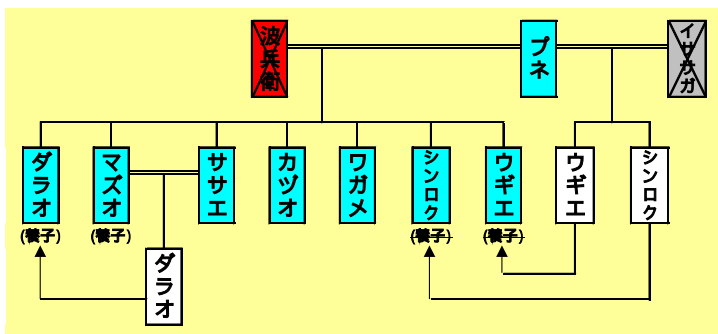 波兵衛
プネ
イササガ
ダラオ
マズオ
ササエ
カヅオ
ワガメ
シンロク
ウギエ
ウギエ
シンロク
(養子)
(養子)
(養子)
(養子)
ダラオ